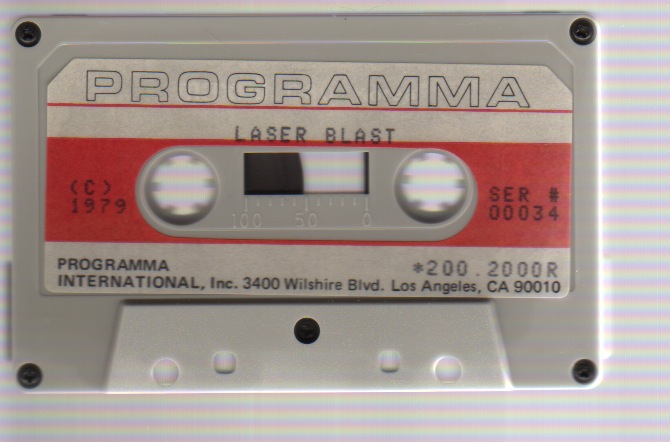 PROGRAMMA
LASER BLAST
(C)
1979
SER #
00034
100 50 0
*200.2000R
PROGRAMMA
INTERNATIONAL, Inc. 3400 Wilshire Blvd. Los Angeles, CA 90010